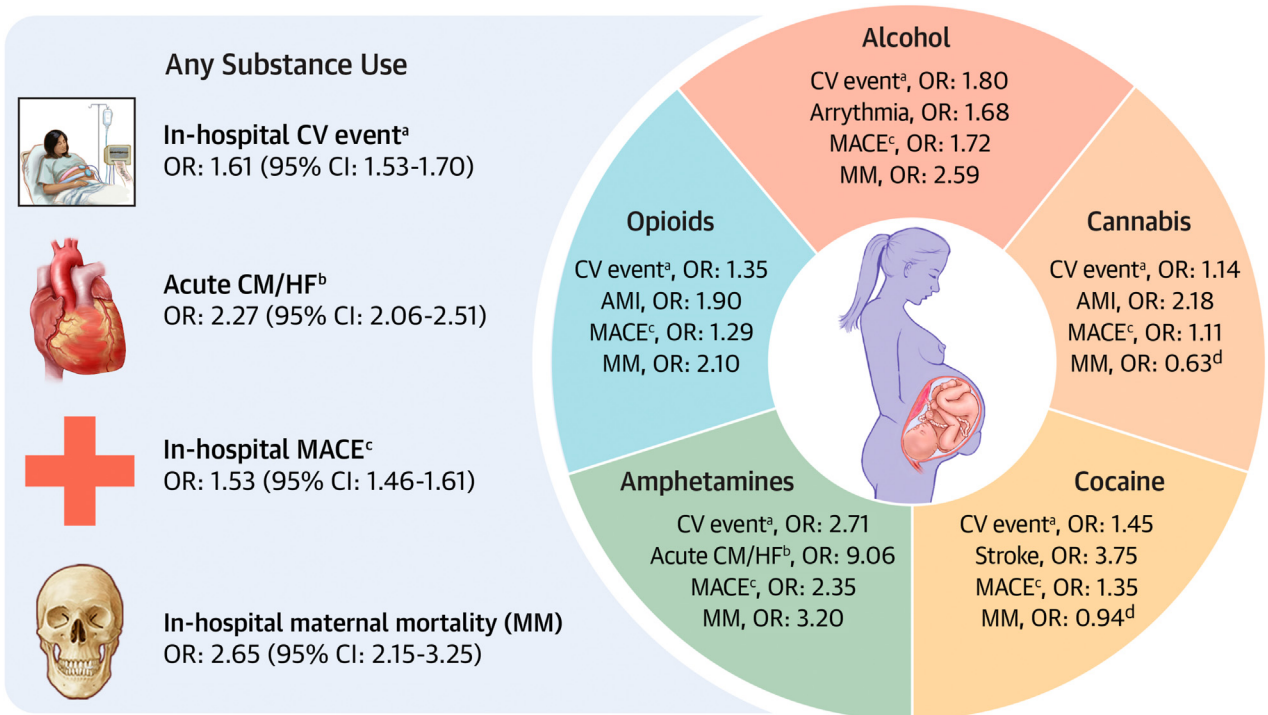 Any Substance Use
In-hospital CV eventᵃ
OR: 1.61 (95% CI: 1.53-1.70)
Acute CM/HFᵇ
OR: 2.27 (95% CI: 2.06-2.51)
In-hospital MACEᶜ
OR: 1.53 (95% CI: 1.46-1.61)
In-hospital maternal mortality (MM)
OR: 2.65 (95% CI: 2.15-3.25)
Alcohol
CV eventᵃ, OR: 1.80
Arrythmia, OR: 1.68
MACEᶜ, OR: 1.72
MM, OR: 2.59
Cannabis
CV eventᵃ, OR: 1.14
AMI, OR: 2.18
MACEᶜ, OR: 1.11
MM, OR: 0.63ᵈ
Cocaine
CV eventᵃ, OR: 1.45
Stroke, OR: 3.75
MACEᶜ, OR: 1.35
MM, OR: 0.94ᵈ
Amphetamines
CV eventᵃ, OR: 2.71
Acute CM/HFᵇ, OR: 9.06
MACEᶜ, OR: 2.35
MM, OR: 3.20
Opioids
CV eventᵃ, OR: 1.35
AMI, OR: 1.90
MACEᶜ, OR: 1.29
MM, OR: 2.10